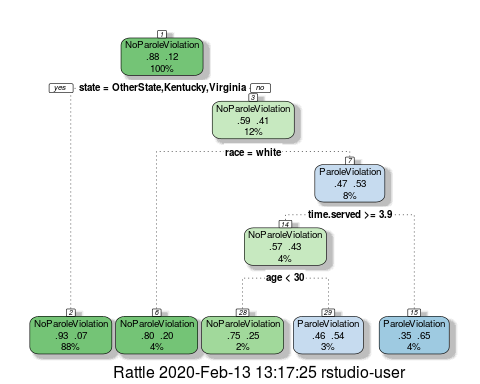 1
NoParoleViolation
.88 .12
100%
yes
state = OtherState,Kentucky,Virginia
no
3
NoParoleViolation
.59 .41
12%
race = white
7
ParoleViolation
.47 .53
8%
time.served >= 3.9
14
NoParoleViolation
.57 .43
4%
age < 30
2
NoParoleViolation
.93 .07
88%
6
NoParoleViolation
.80 .20
4%
28
NoParoleViolation
.75 .25
2%
29
ParoleViolation
.46 .54
3%
15
ParoleViolation
.35 .65
4%
Rattle 2020-Feb-13 13:17:25 rstudio-user